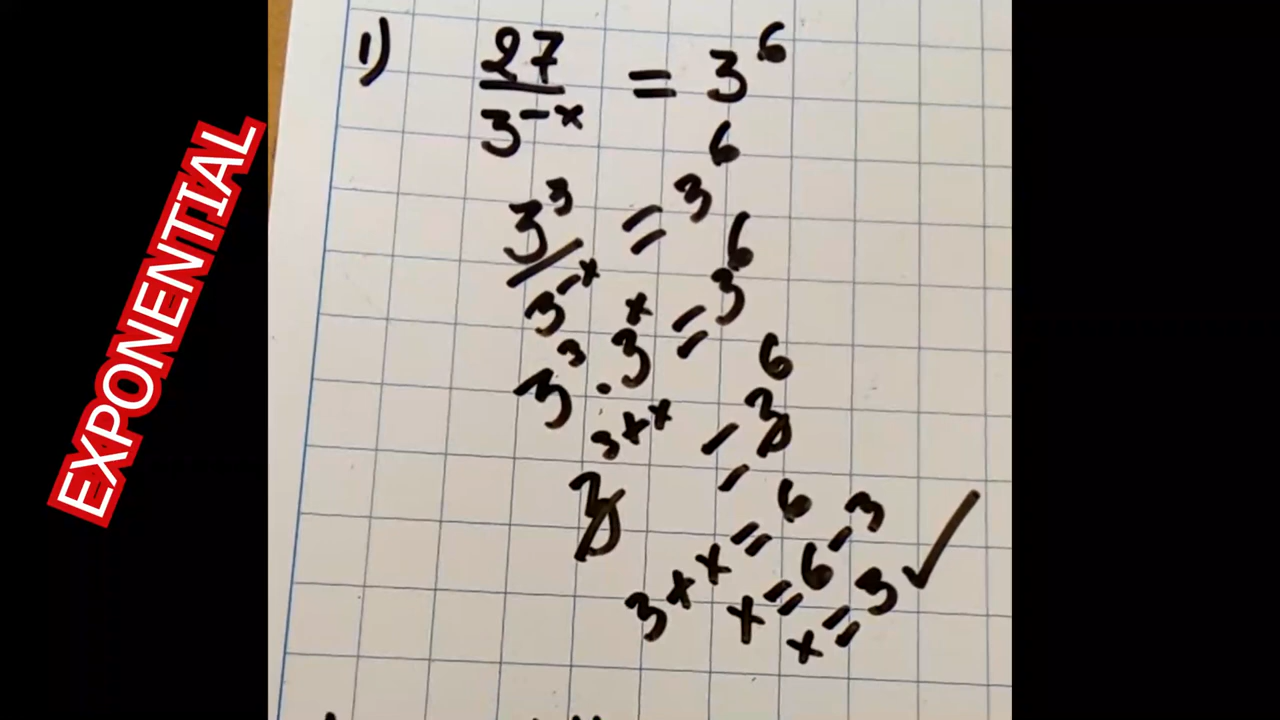 EXPONENTIAL
1) 27/3^-x = 3^6
3^3/3^-x = 3^6
3^3 . 3^x = 3^6
3^3+x = 3^6
3+x=6
x=6-3
x=3 ✓